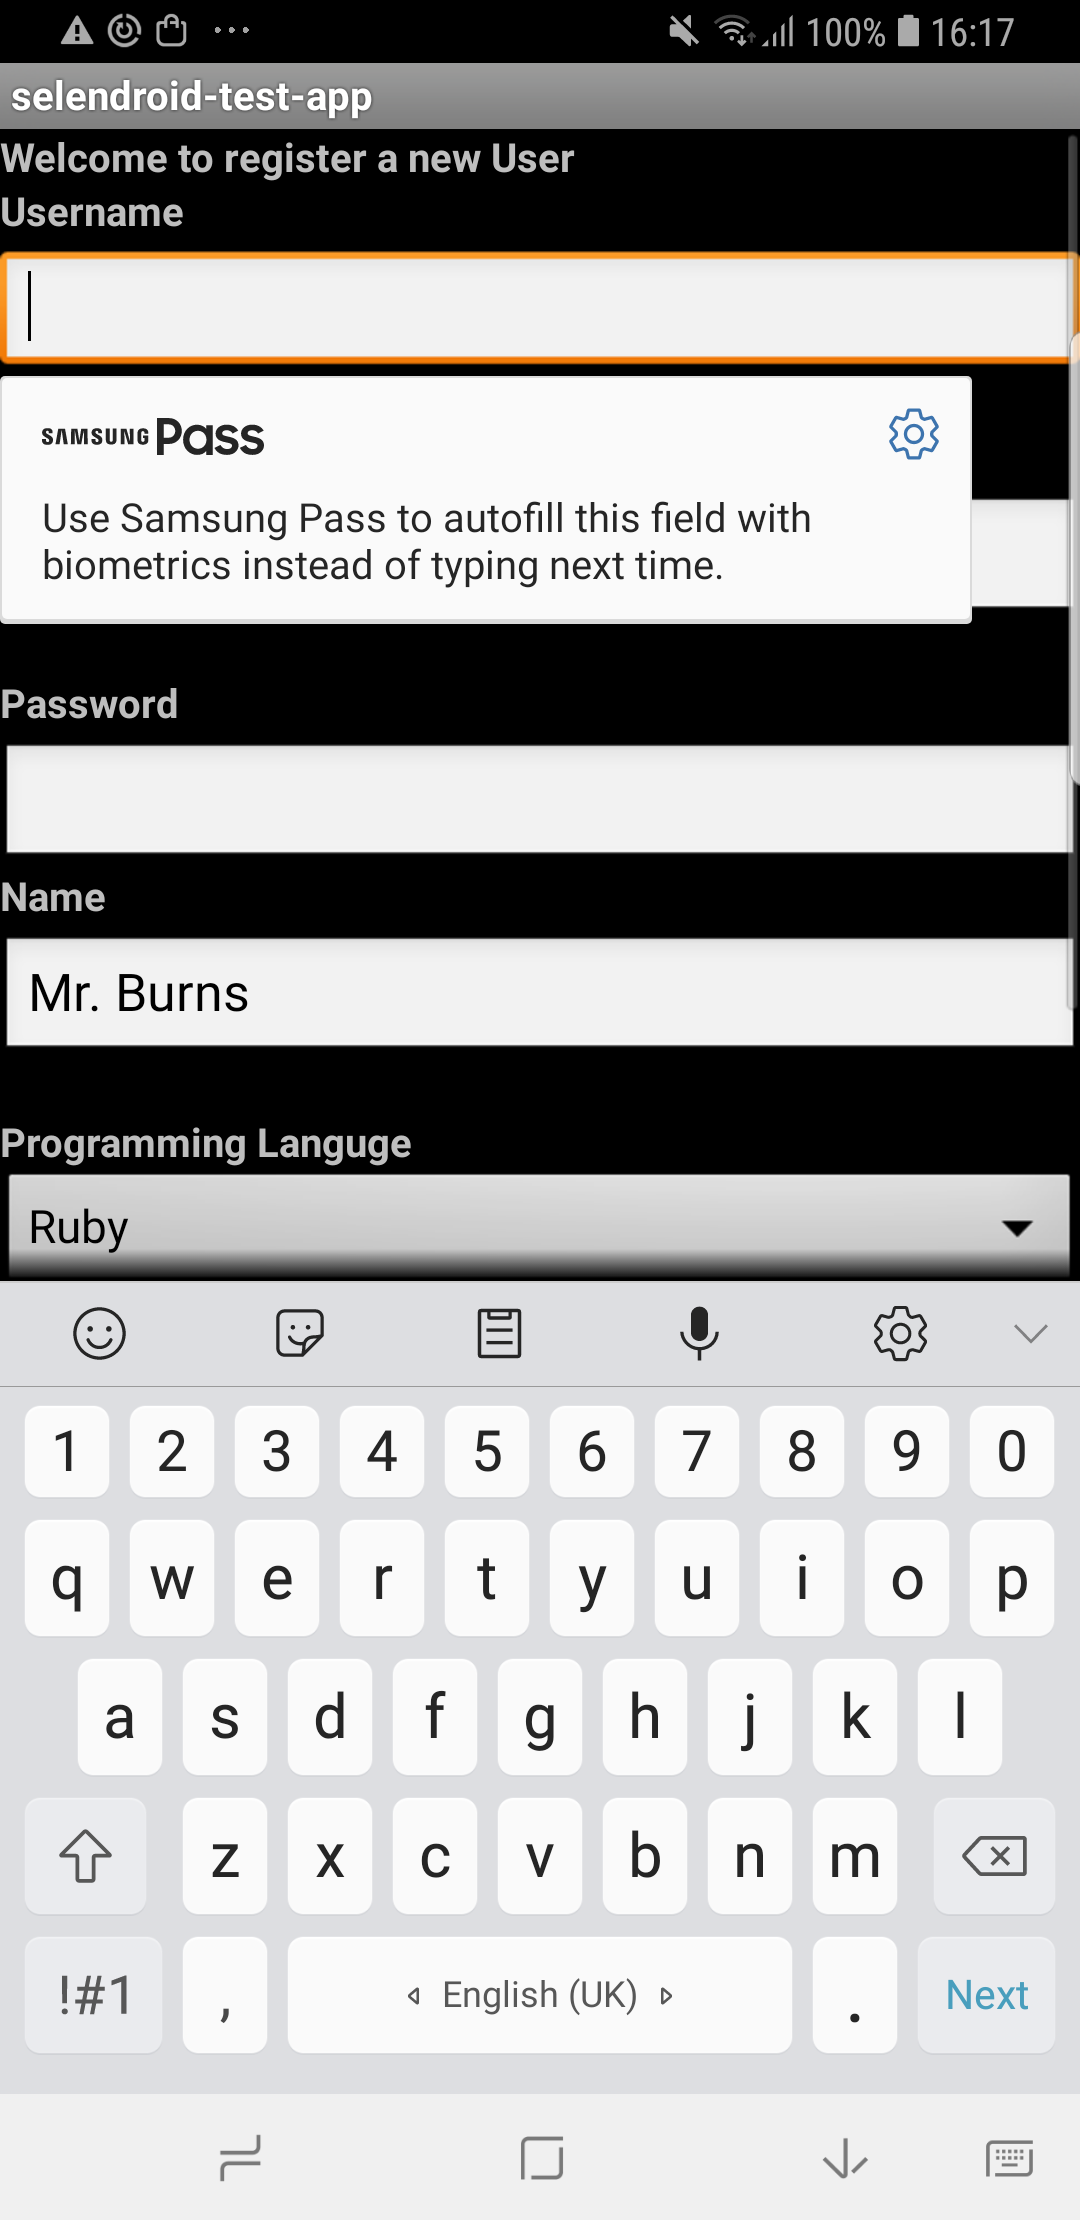 100% 16:17
selendroid-test-app
Welcome to register a new User
Username
SAMSUNG Pass
Use Samsung Pass to autofill this field with
biometrics instead of typing next time.
Password
Name
Mr. Burns
Programming Languge
Ruby
1 2 3 4 5 6 7 8 9 0
q w e r t y u i o p
a s d f g h j k l
z x c v b n m
!#1 , English (UK) . Next